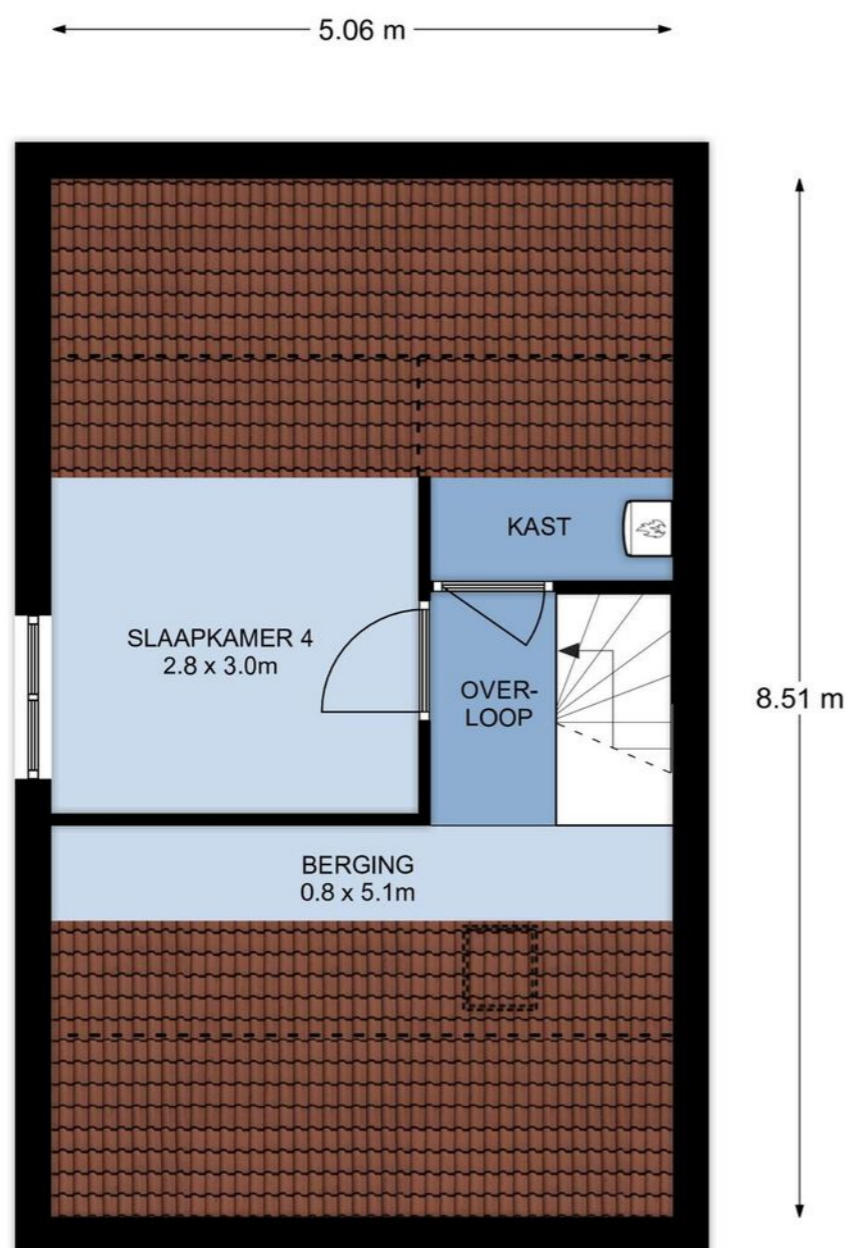 5.06 m
KAST
SLAAPKAMER 4
2.8 x 3.0m
OVER-
LOOP
8.51 m
BERGING
0.8 x 5.1m